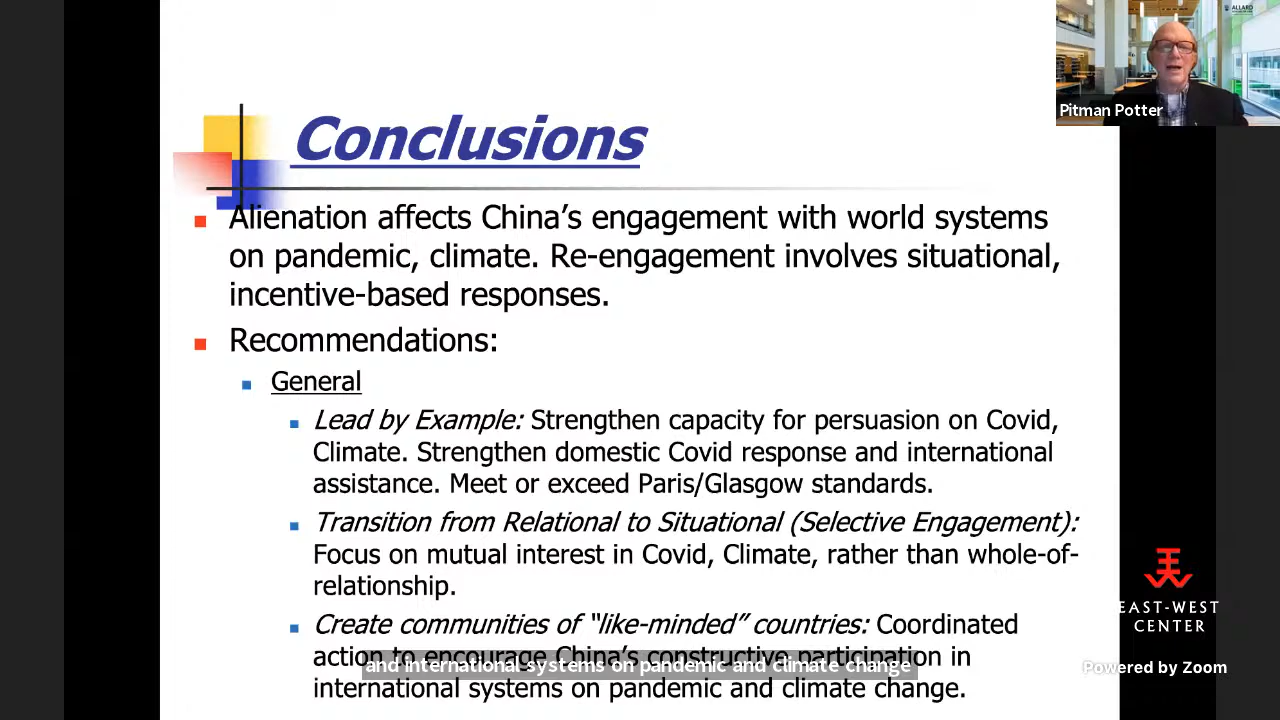 ALLARD
Pitman Potter
Conclusions
Alienation affects China's engagement with world systems
on pandemic, climate. Re-engagement involves situational,
incentive-based responses.
Recommendations:
General
Lead by Example: Strengthen capacity for persuasion on Covid,
Climate. Strengthen domestic Covid response and international
assistance. Meet or exceed Paris/Glasgow standards.
Transition from Relational to Situational (Selective Engagement):
Focus on mutual interest in Covid, Climate, rather than whole-of-
relationship.
Create communities of “like-minded” countries: Coordinated
action to encourage China's constructive participation in
international systems on pandemic and climate change.
and international systems on pandemic and climate change
EAST-WEST
CENTER
Powered by Zoom